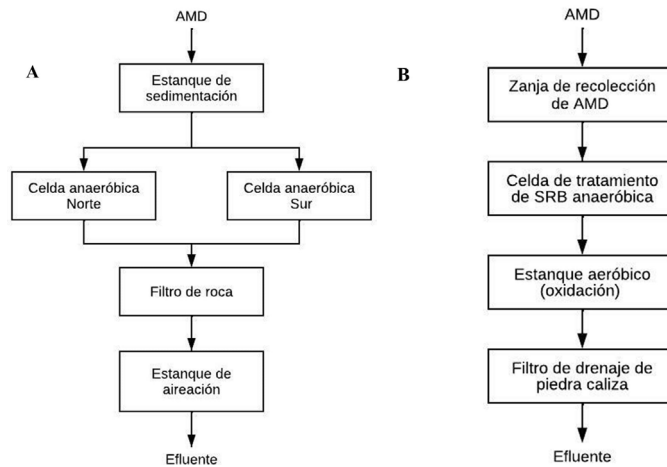 A
AMD
Estanque de
sedimentación
Celda anaeróbica
Norte
Celda anaeróbica
Sur
Filtro de roca
Estanque de
aireación
Efluente
B
AMD
Zanja de recolección
de AMD
Celda de tratamiento
de SRB anaeróbica
Estanque aeróbico
(oxidación)
Filtro de drenaje de
piedra caliza
Efluente